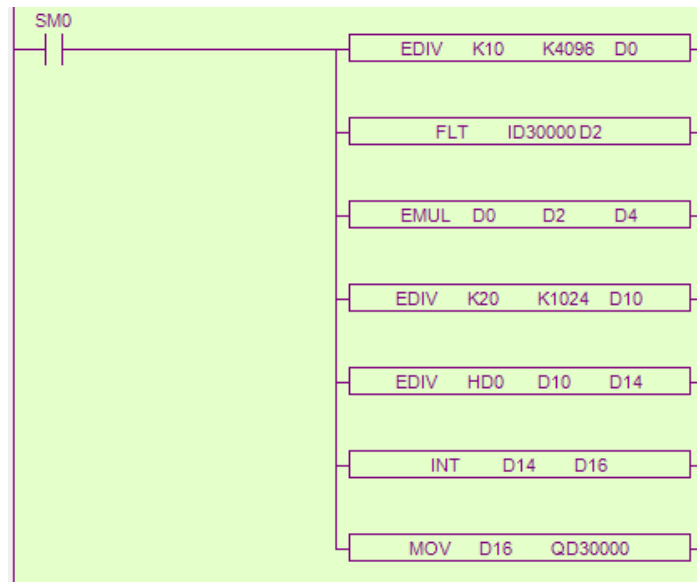 SM0
EDIV K10 K4096 D0
FLT ID30000 D2
EMUL D0 D2 D4
EDIV K20 K1024 D10
EDIV HD0 D10 D14
INT D14 D16
MOV D16 QD30000